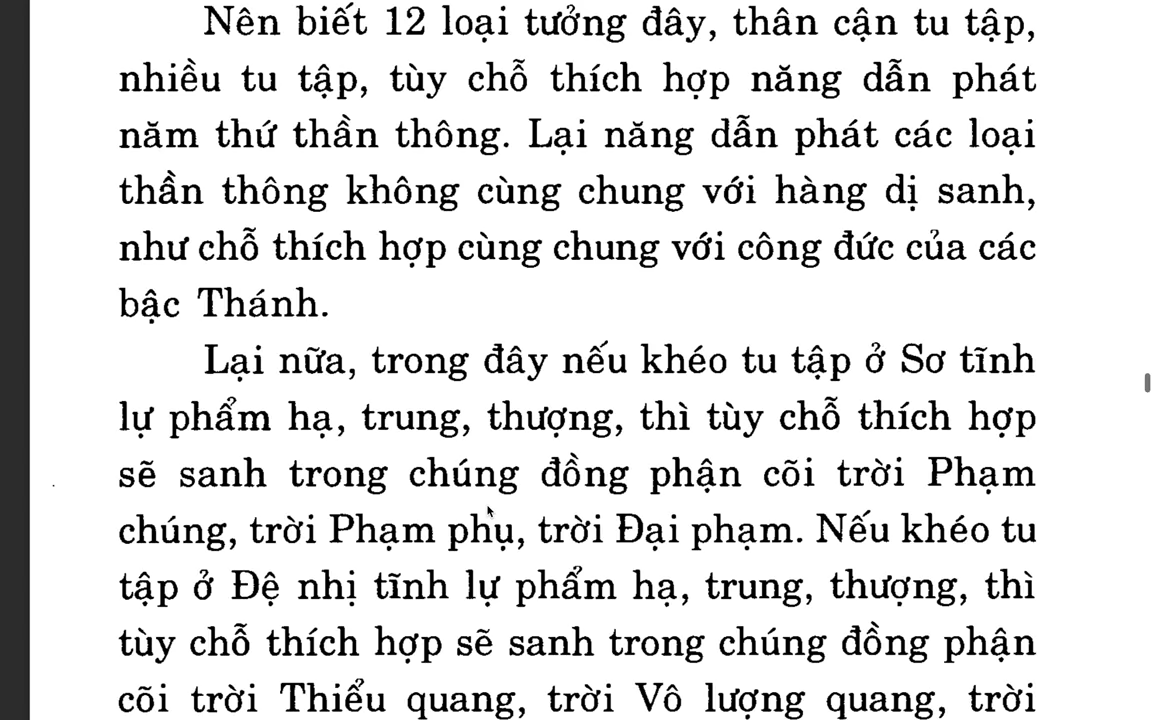 Nên biết 12 loại tưởng đây, thân cận tu tập,
nhiều tu tập, tùy chỗ thích hợp năng dẫn phát
năm thứ thần thông. Lại năng dẫn phát các loại
thần thông không cùng chung với hàng dị sanh,
như chỗ thích hợp cùng chung với công đức của các
bậc Thánh.
Lại nữa, trong đây nếu khéo tu tập ở Sơ tĩnh
lự phẩm hạ, trung, thượng, thì tùy chỗ thích hợp
sẽ sanh trong chúng đồng phận cõi trời Phạm
chúng, trời Phạm phụ, trời Đại phạm. Nếu khéo tu
tập ở Đệ nhị tĩnh lự phẩm hạ, trung, thượng, thì
tùy chỗ thích hợp sẽ sanh trong chúng đồng phận
cõi trời Thiểu quang, trời Vô lượng quang, trời